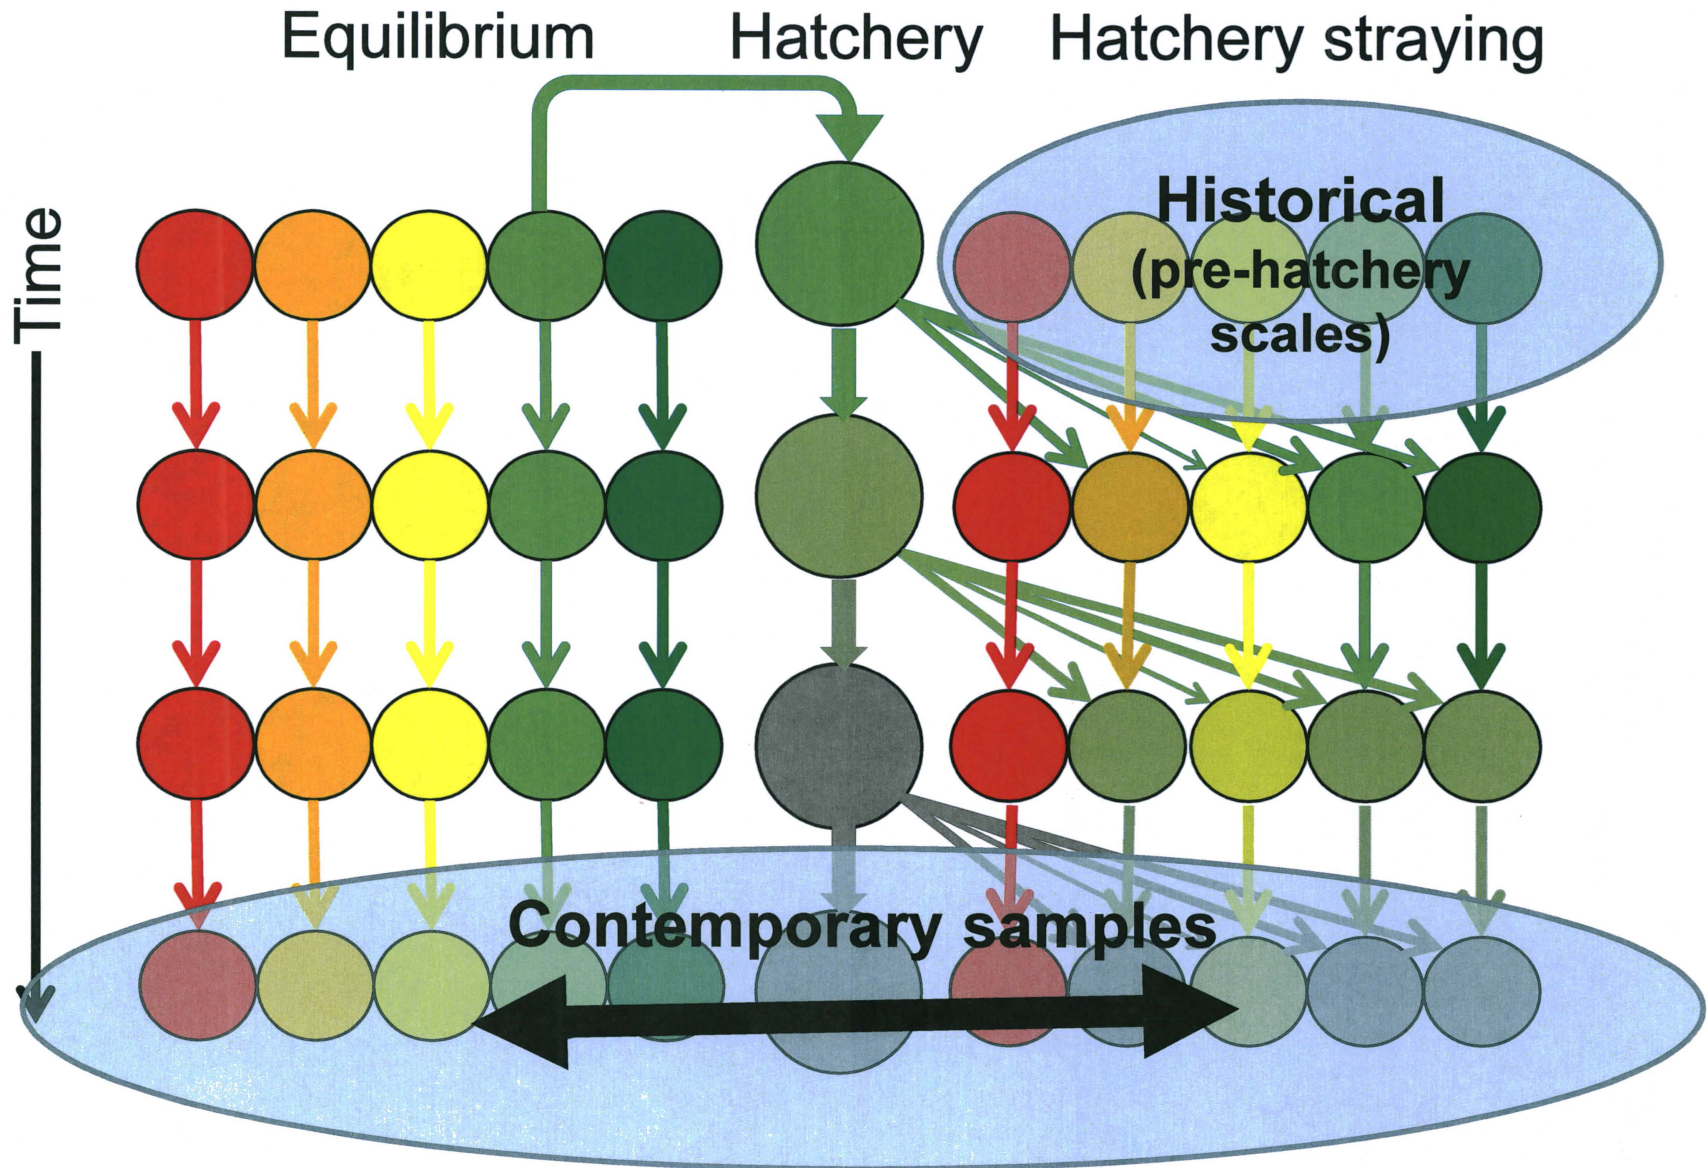 Equilibrium
Hatchery
Hatchery straying
Time
Historical
(pre-hatchery
scales)
Contemporary samples